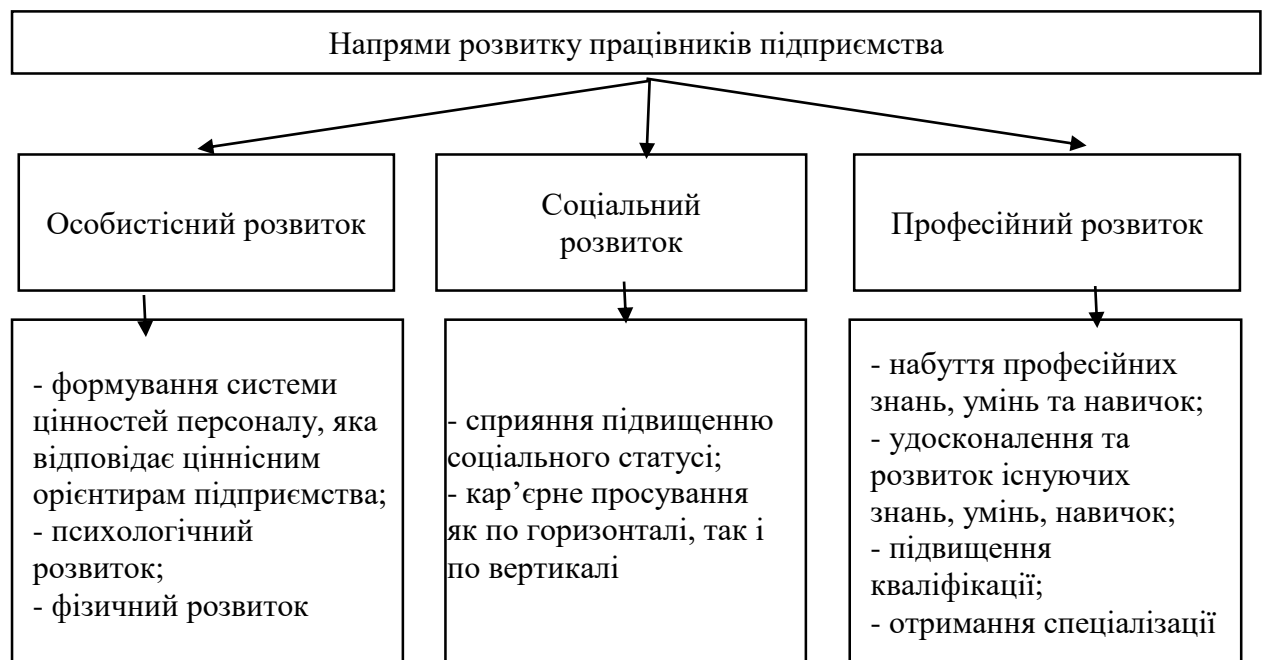 Напрями розвитку працівників підприємства
Особистісний розвиток
Соціальний
розвиток
Професійний розвиток
- формування системи
цінностей персоналу, яка
відповідає ціннісним
орієнтирам підприємства;
- психологічний
розвиток;
- фізичний розвиток
- сприяння підвищенню
соціального статусі;
- кар’єрне просування
як по горизонталі, так і
по вертикалі
- набуття професійних
знань, умінь та навичок;
- удосконалення та
розвиток існуючих
знань, умінь, навичок;
- підвищення
кваліфікації;
- отримання спеціалізації